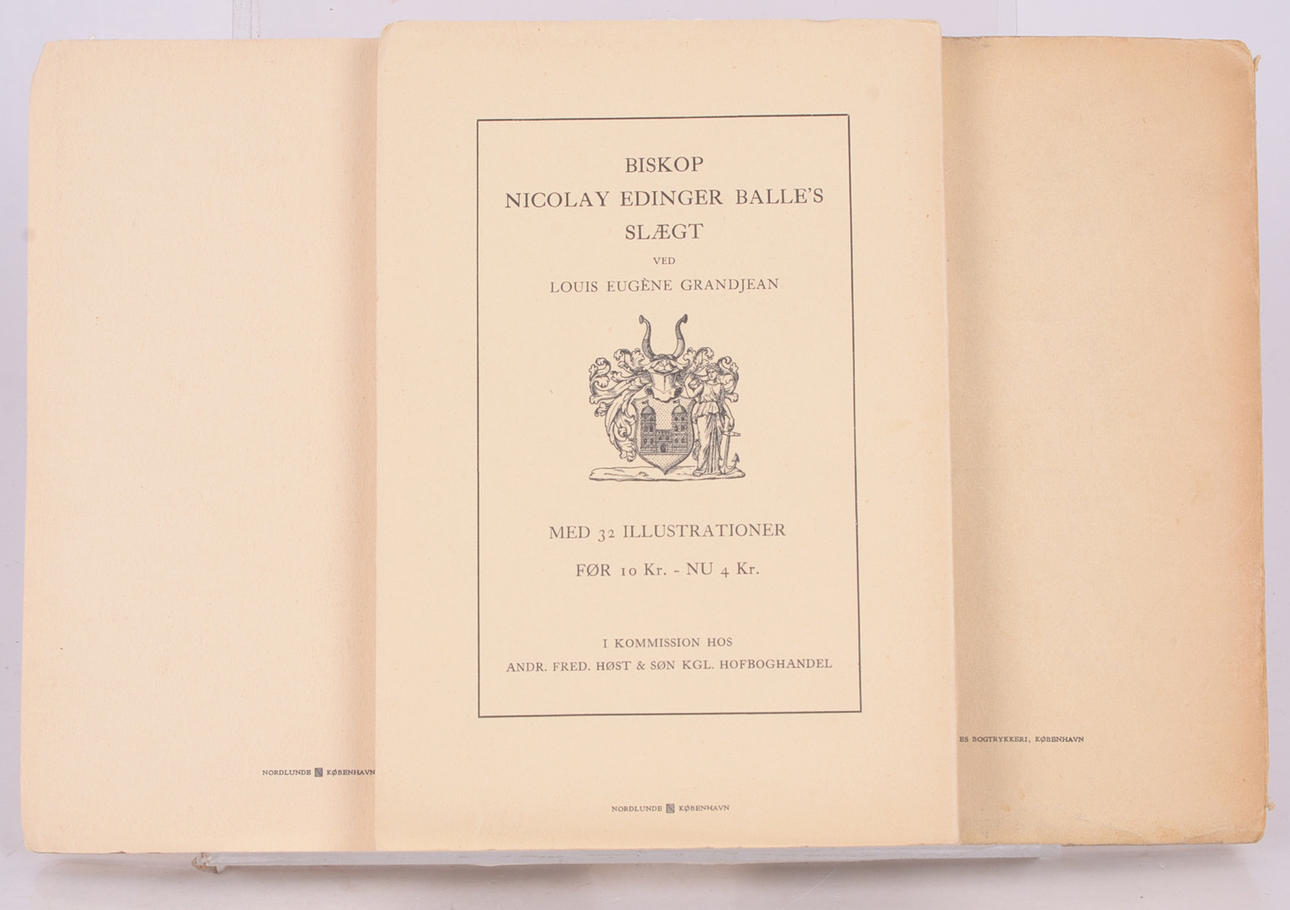 BISKOP
NICOLAY EDINGER BALLE'S
SLÆGT
VED
LOUIS EUGÈNE GRANDJEAN
MED 32 ILLUSTRATIONER
FØR 10 Kr. - NU 4 Kr.
I KOMMISSION HOS
ANDR. FRED. HØST & SØN KGL. HOFBOGHANDEL
NORDLUNDE KØBENHAVN
NORDLUNDE KØBENHAVN
ES BOGTRYKKERI, KØBENHAVN